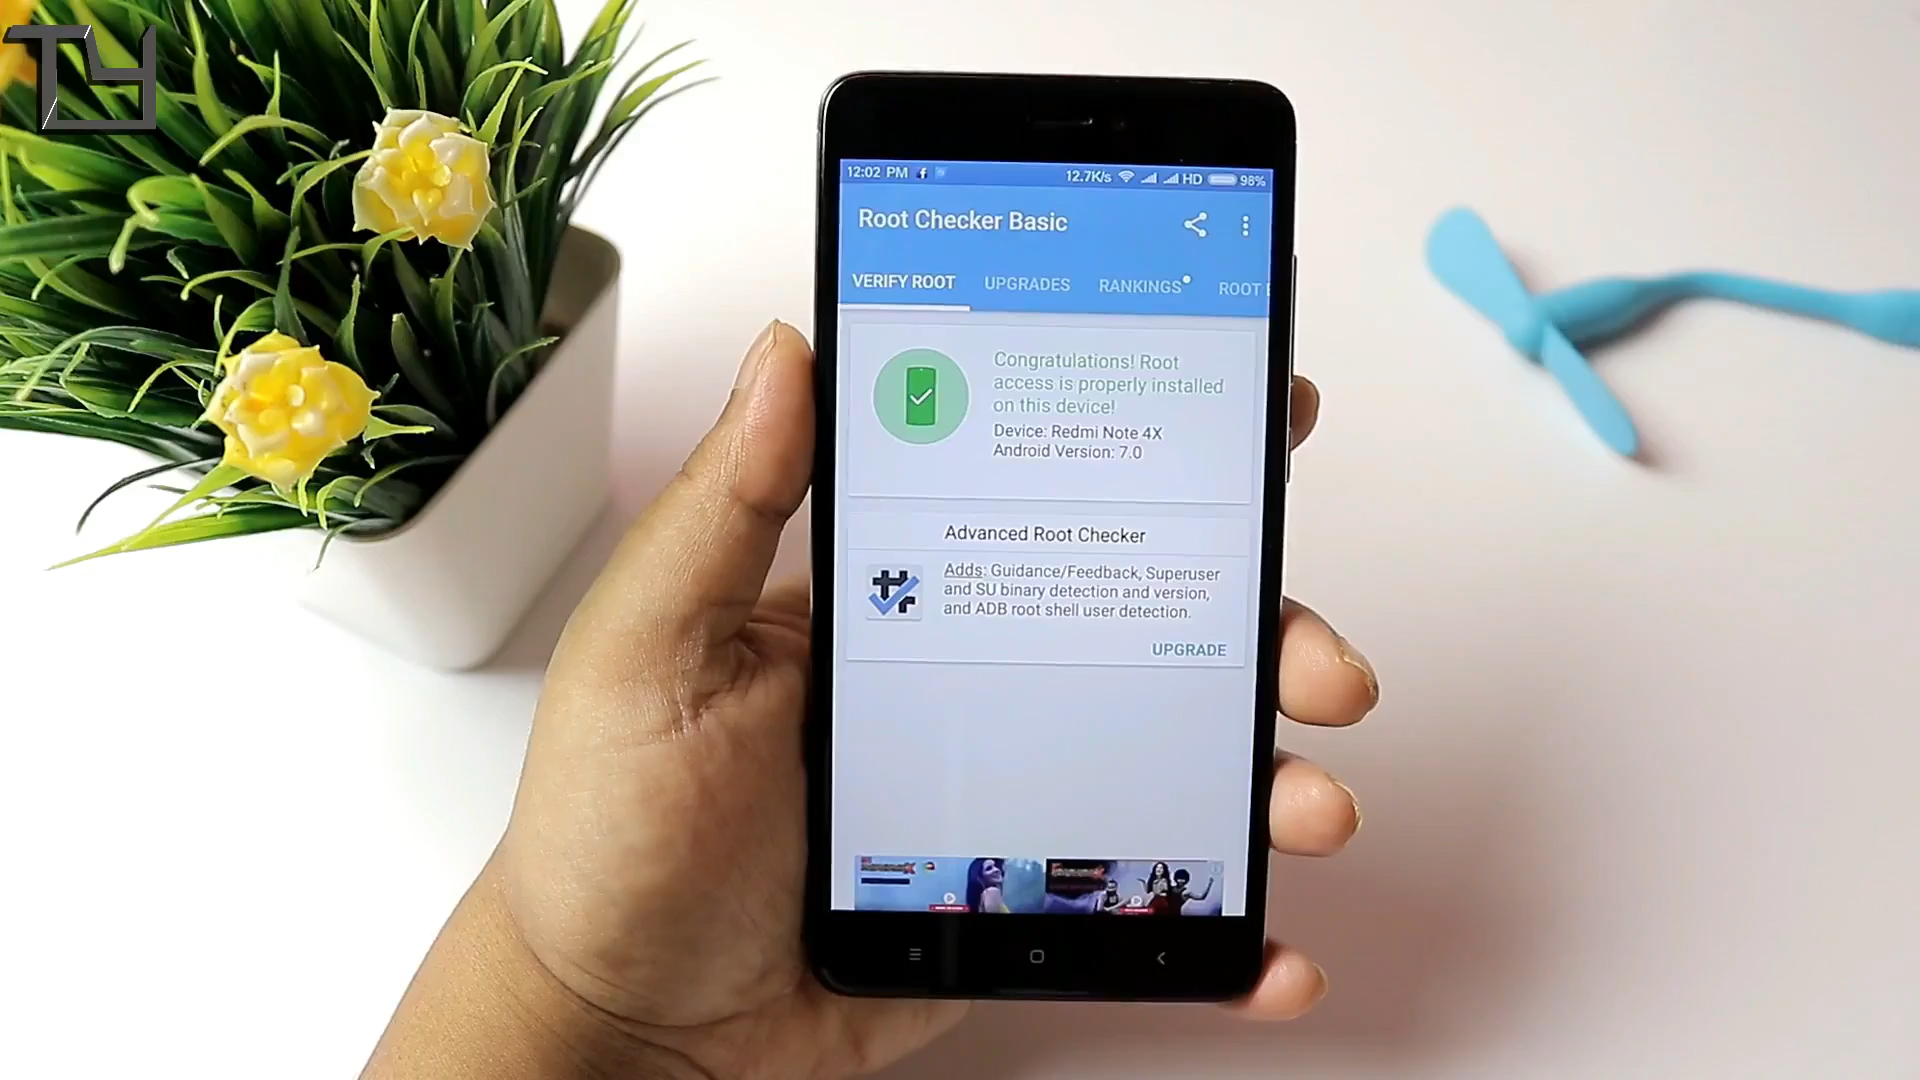 TY
12:02 PM
12.7K/s
HD
98%
Root Checker Basic
VERIFY ROOT
UPGRADES
RANKINGS
ROOT
Congratulations! Root
access is properly installed
on this device!
Device: Redmi Note 4X
Android Version: 7.0
Advanced Root Checker
Adds: Guidance/Feedback, Superuser
and SU binary detection and version,
and ADB root shell user detection.
UPGRADE